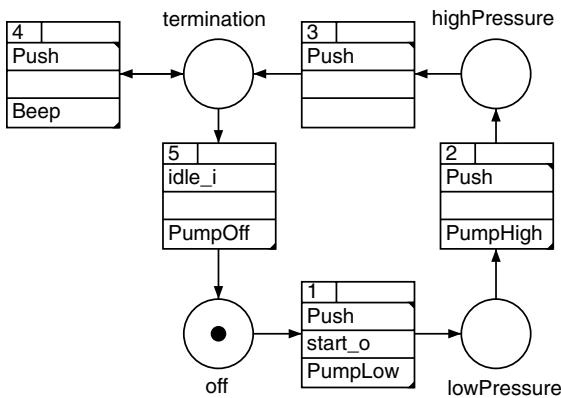 termination
highPressure
4
Push
Beep
3
Push
5
idle_i
PumpOff
2
Push
PumpHigh
1
Push
start_o
PumpLow
off
lowPressure